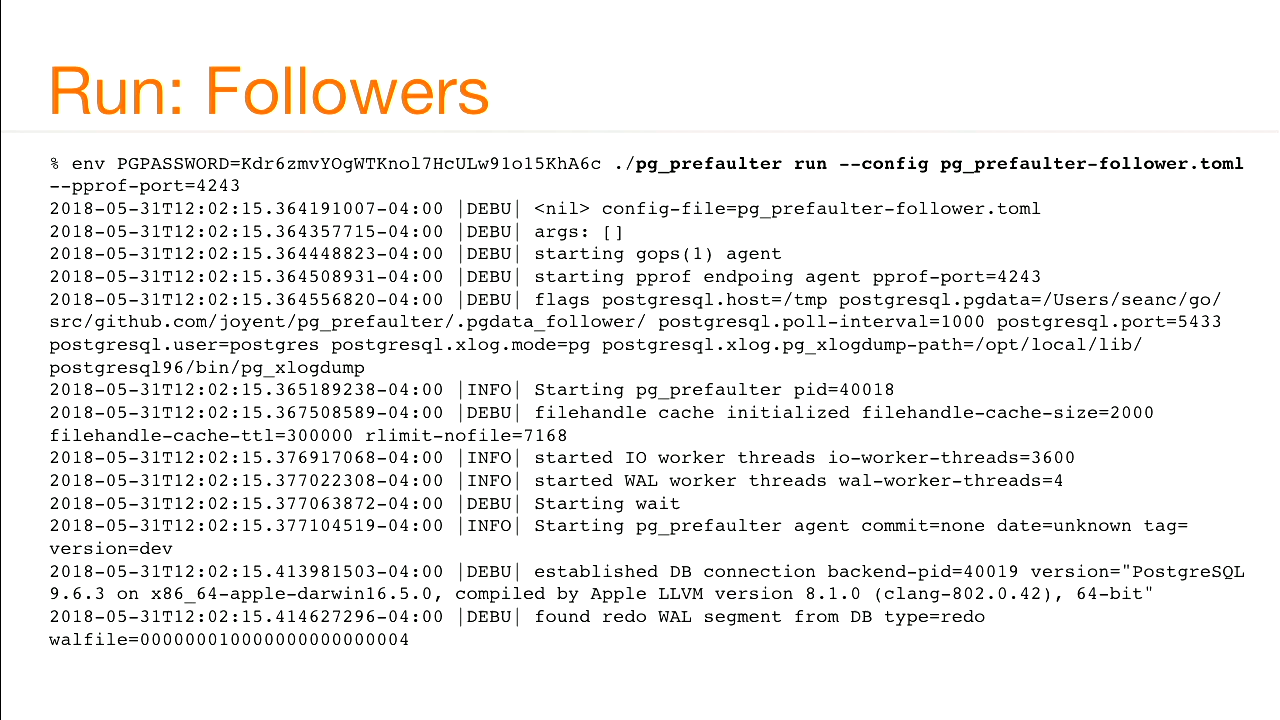 Run: Followers
% env PGPASSWORD=Kdr6zmvYOgWTKnol7HcULw91o15KhA6c ./pg_prefaulter run --config pg_prefaulter-follower.toml
--pprof-port=4243
2018-05-31T12:02:15.364191007-04:00 |DEBU| <nil> config-file=pg_prefaulter-follower.toml
2018-05-31T12:02:15.364357715-04:00 |DEBU| args: []
2018-05-31T12:02:15.364448823-04:00 |DEBU| starting gops(1) agent
2018-05-31T12:02:15.364508931-04:00 |DEBU| starting pprof endpoing agent pprof-port=4243
2018-05-31T12:02:15.364556820-04:00 |DEBU| flags postgresql.host=/tmp postgresql.pgdata=/Users/seanc/go/
src/github.com/joyent/pg_prefaulter/.pgdata_follower/ postgresql.poll-interval=1000 postgresql.port=5433
postgresql.user=postgres postgresql.xlog.mode=pg postgresql.xlog.pg_xlogdump-path=/opt/local/lib/
postgresql96/bin/pg_xlogdump
2018-05-31T12:02:15.365189238-04:00 |INFO| Starting pg_prefaulter pid=40018
2018-05-31T12:02:15.367508589-04:00 |DEBU| filehandle cache initialized filehandle-cache-size=2000
filehandle-cache-ttl=300000 rlimit-nofile=7168
2018-05-31T12:02:15.376917068-04:00 |INFO| started IO worker threads io-worker-threads=3600
2018-05-31T12:02:15.377022308-04:00 |INFO| started WAL worker threads wal-worker-threads=4
2018-05-31T12:02:15.377063872-04:00 |DEBU| Starting wait
2018-05-31T12:02:15.377104519-04:00 |INFO| Starting pg_prefaulter agent commit=none date=unknown tag=
version=dev
2018-05-31T12:02:15.413981503-04:00 |DEBU| established DB connection backend-pid=40019 version="PostgreSQL
9.6.3 on x86_64-apple-darwin16.5.0, compiled by Apple LLVM version 8.1.0 (clang-802.0.42), 64-bit"
2018-05-31T12:02:15.414627296-04:00 |DEBU| found redo WAL segment from DB type=redo
walfile=000000010000000000000004